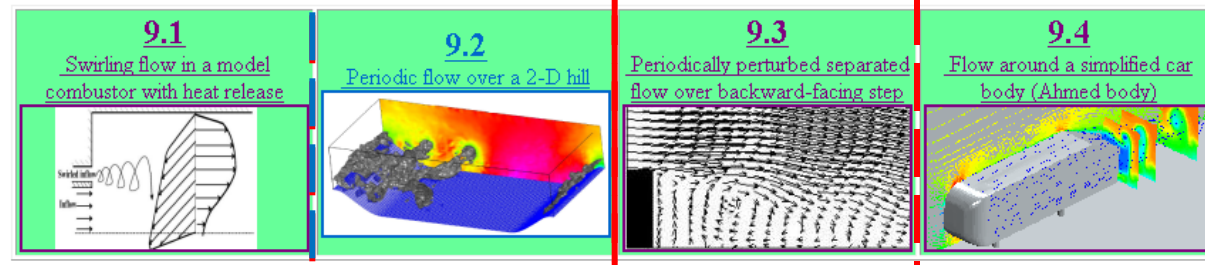 9.1
Swirling flow in a model
combustor with heat release
Swirled inflow
Inflow
9.2
Periodic flow over a 2-D hill
9.3
Periodically perturbed separated
flow over backward-facing step
9.4
Flow around a simplified car
body (Ahmed body)